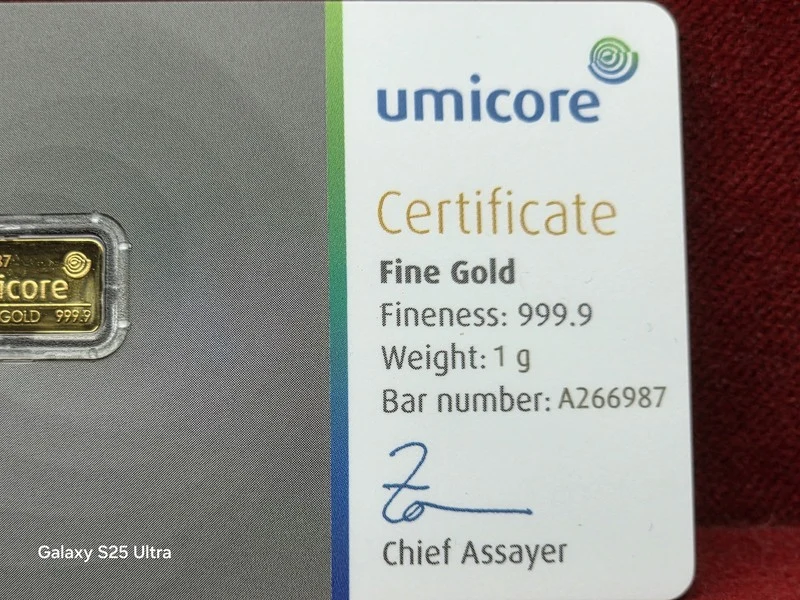 umicore
Certificate
Fine Gold
Fineness: 999.9
Weight: 1 g
Bar number: A266987
Chief Assayer
87
icore
GOLD 999.9
Galaxy S25 Ultra